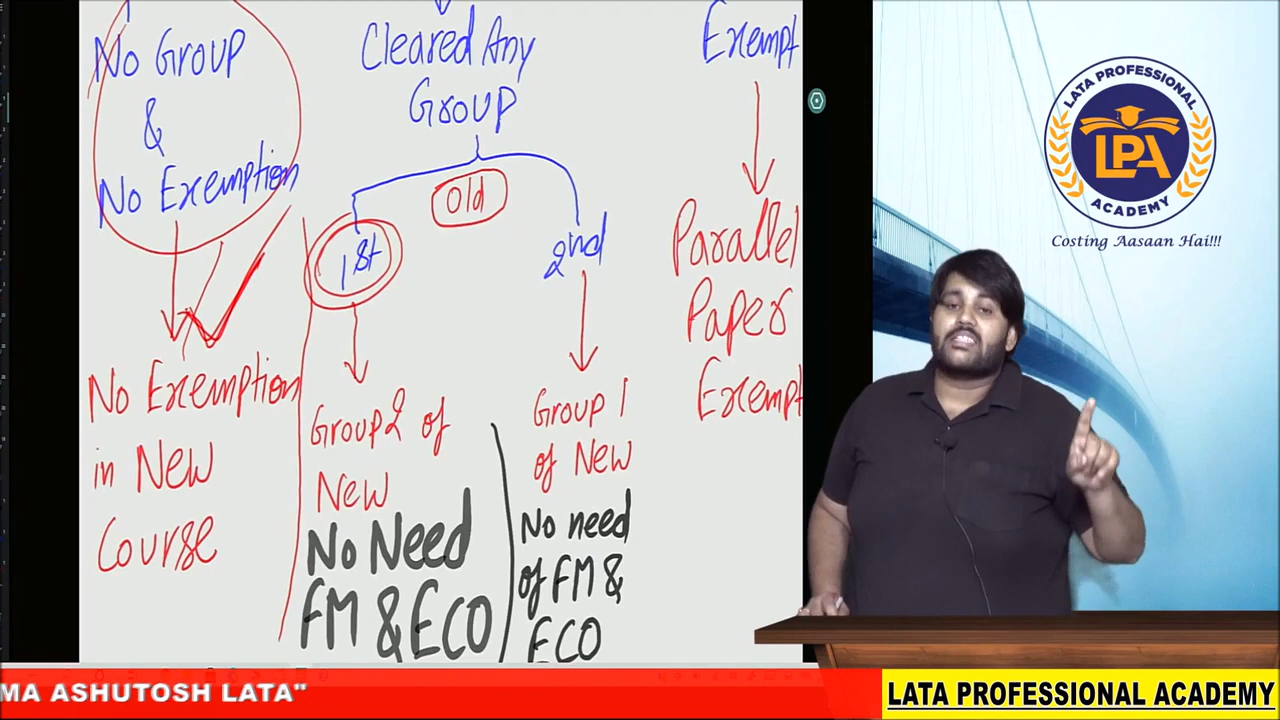 No Group
&
No Exemption
No Exemption
in New
Course
Cleared Any
Group
Old
1st
2nd
Group 2 of
New
No Need
FM & ECO
Group 1
of New
No need
of FM &
ECO
Exempt
Parallel
Paper
Exempt
LATA PROFESSIONAL
LPA
ACADEMY
Costing Aasaan Hai!!!
MA ASHUTOSH LATA"
LATA PROFESSIONAL ACADEMY